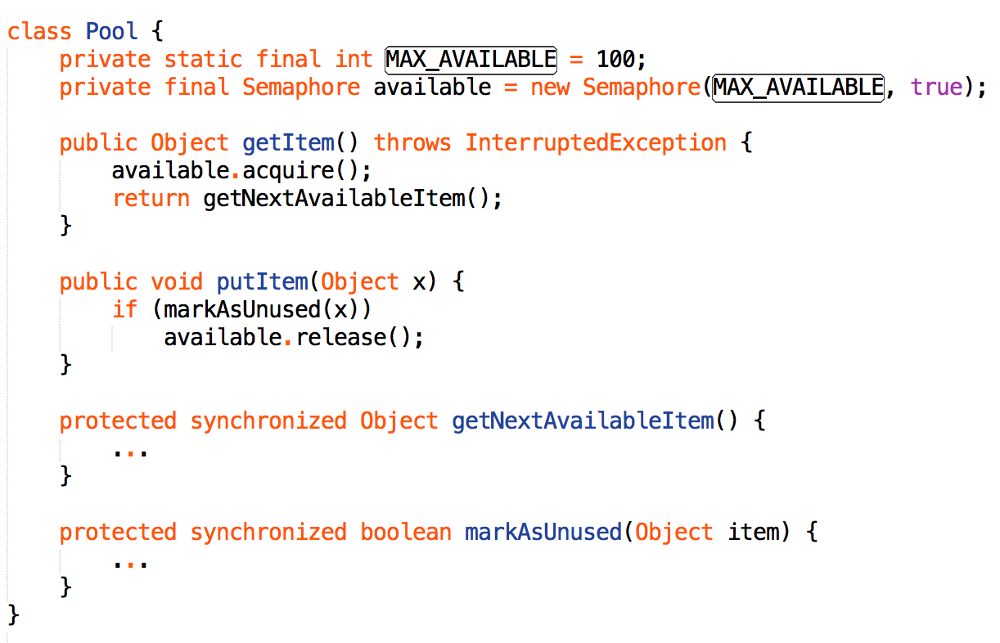 class Pool {
    private static final int MAX_AVAILABLE = 100;
    private final Semaphore available = new Semaphore(MAX_AVAILABLE, true);

    public Object getItem() throws InterruptedException {
        available.acquire();
        return getNextAvailableItem();
    }

    public void putItem(Object x) {
        if (markAsUnused(x))
            available.release();
    }

    protected synchronized Object getNextAvailableItem() {
        ...
    }

    protected synchronized boolean markAsUnused(Object item) {
        ...
    }
}